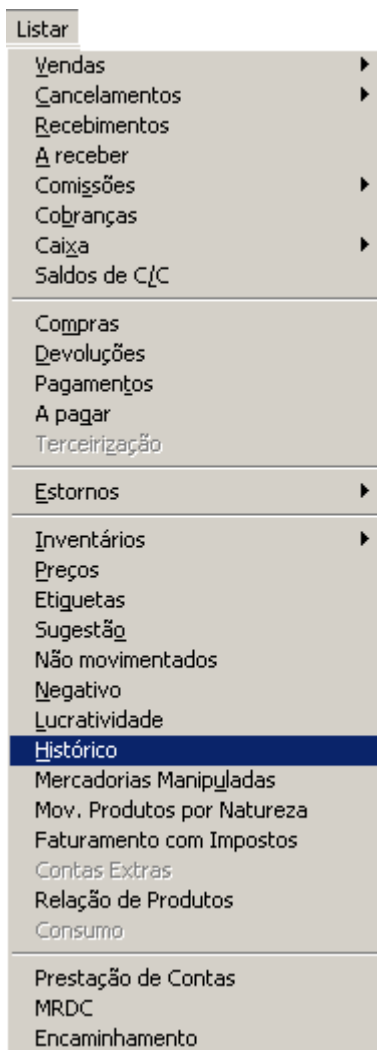 Listar
Vendas
Cancelamentos
Recebimentos
A receber
Comissões
Cobranças
Caixa
Saldos de C/C
Compras
Devoluções
Pagamentos
A pagar
Terceirização
Estornos
Inventários
Preços
Etiquetas
Sugestão
Não movimentados
Negativo
Lucratividade
Histórico
Mercadorias Manipuladas
Mov. Produtos por Natureza
Faturamento com Impostos
Contas Extras
Relação de Produtos
Consumo
Prestação de Contas
MRDC
Encaminhamento